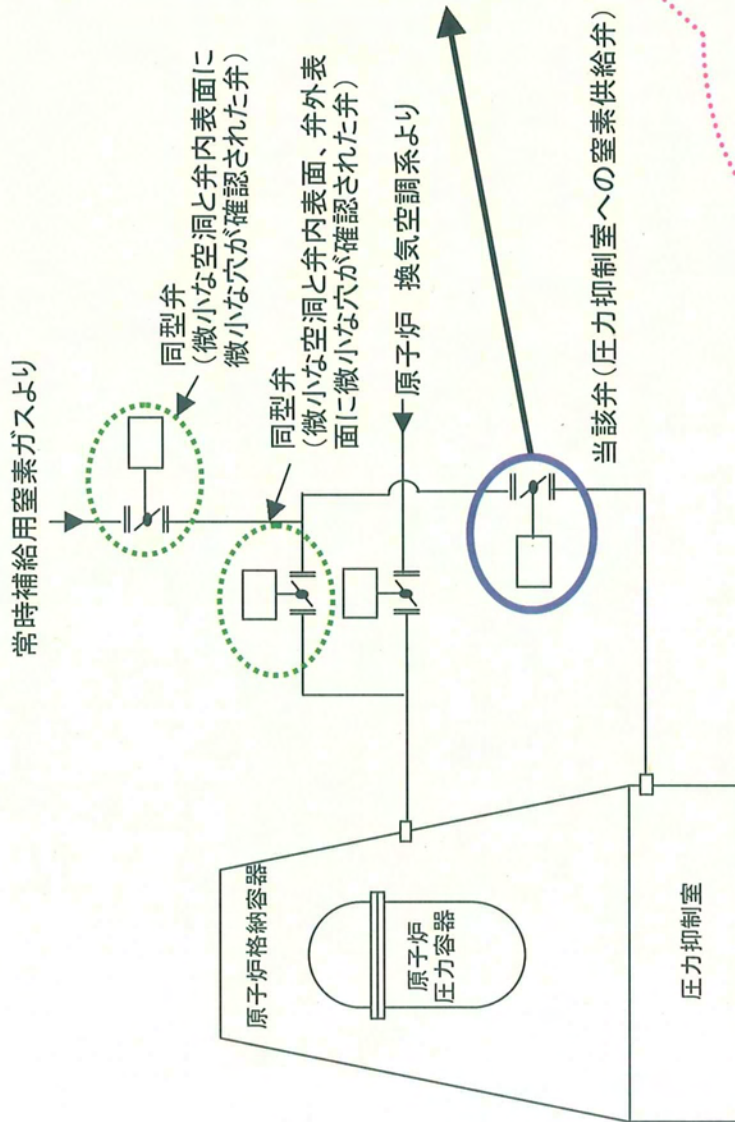 常時補給用窒素ガスより
同型弁
（微小な空洞と弁内表面に
微小な穴が確認された弁）
同型弁
（微小な空洞と弁内表面、弁外表
面に微小な穴が確認された弁）
原子炉 換気空調系より
当該弁（圧力抑制室への窒素供給弁）
原子炉格納容器
原子炉
圧力容器
圧力抑制室